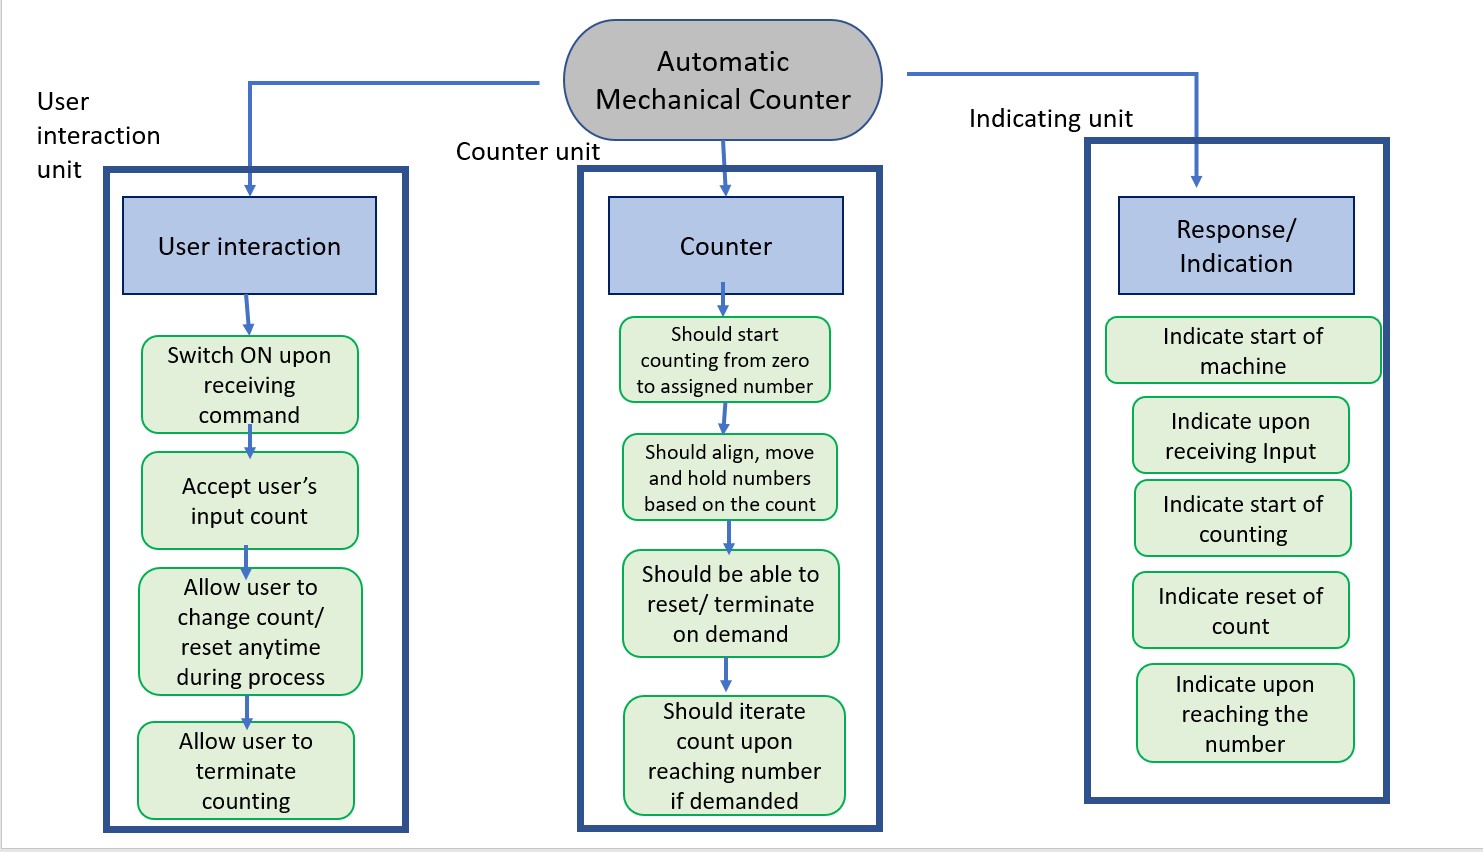 Automatic
Mechanical Counter
User
interaction
unit
Counter unit
Indicating unit
User interaction
Switch ON upon
receiving
command
Accept user’s
input count
Allow user to
change count/
reset anytime
during process
Allow user to
terminate
counting
Counter
Should start
counting from zero
to assigned number
Should align, move
and hold numbers
based on the count
Should be able to
reset/ terminate
on demand
Should iterate
count upon
reaching number
if demanded
Response/
Indication
Indicate start of
machine
Indicate upon
receiving Input
Indicate start of
counting
Indicate reset of
count
Indicate upon
reaching the
number